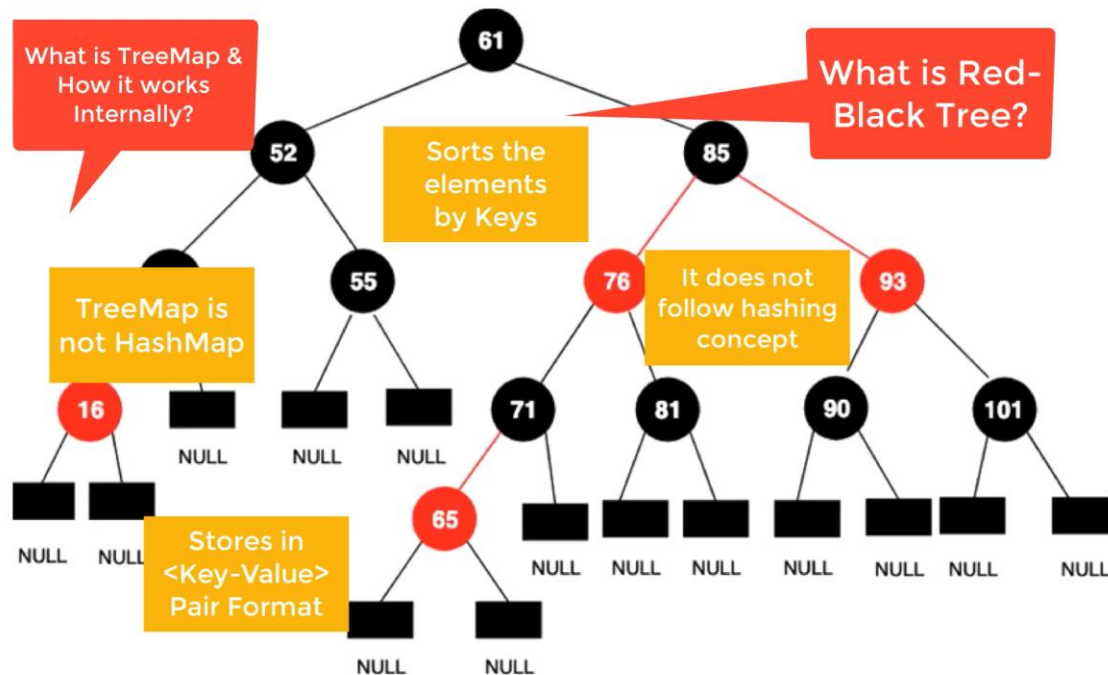 61
What is TreeMap &
How it works
Internally?
What is Red-
Black Tree?
52
Sorts the
elements
by Keys
85
55
76
It does not
follow hashing
concept
93
TreeMap is
not HashMap
16
71
81
90
101
NULL
NULL
NULL
65
NULL
NULL
Stores in
<Key-Value>
Pair Format
NULL
NULL
NULL
NULL
NULL
NULL
NULL
NULL
NULL